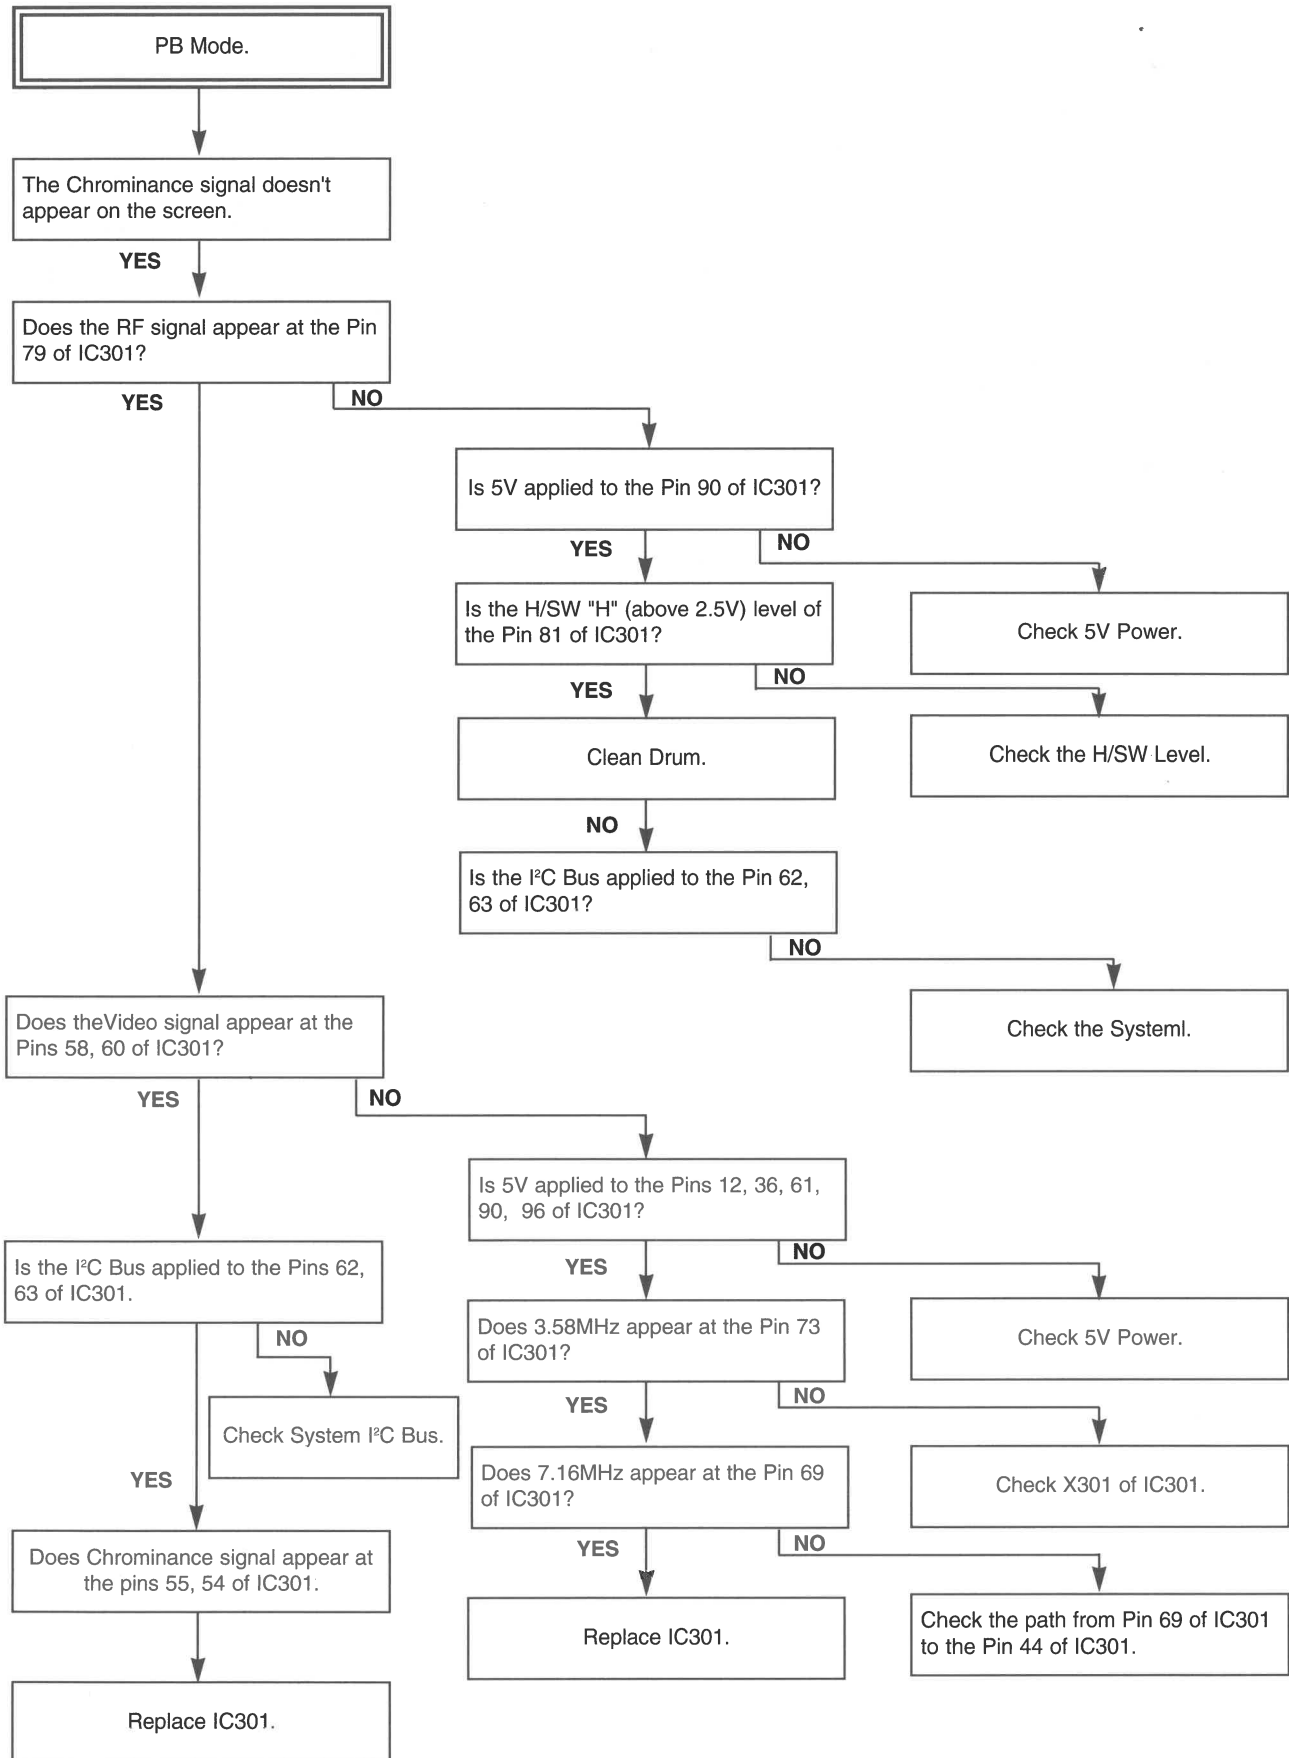 PB Mode.
The Chrominance signal doesn't
appear on the screen.
YES
Does the RF signal appear at the Pin
79 of IC301?
YES
NO
Is 5V applied to the Pin 90 of IC301?
YES
NO
Is the H/SW "H" (above 2.5V) level of
the Pin 81 of IC301?
Check 5V Power.
YES
NO
Clean Drum.
Check the H/SW Level.
NO
Is the I²C Bus applied to the Pin 62,
63 of IC301?
NO
Check the Systeml.
Does theVideo signal appear at the
Pins 58, 60 of IC301?
YES
NO
Is 5V applied to the Pins 12, 36, 61,
90, 96 of IC301?
YES
NO
Is the I²C Bus applied to the Pins 62,
63 of IC301.
NO
YES
Does 3.58MHz appear at the Pin 73
of IC301?
Check 5V Power.
YES
NO
Check System I²C Bus.
Does 7.16MHz appear at the Pin 69
of IC301?
Check X301 of IC301.
YES
NO
Does Chrominance signal appear at
the pins 55, 54 of IC301.
Replace IC301.
Check the path from Pin 69 of IC301
to the Pin 44 of IC301.
Replace IC301.